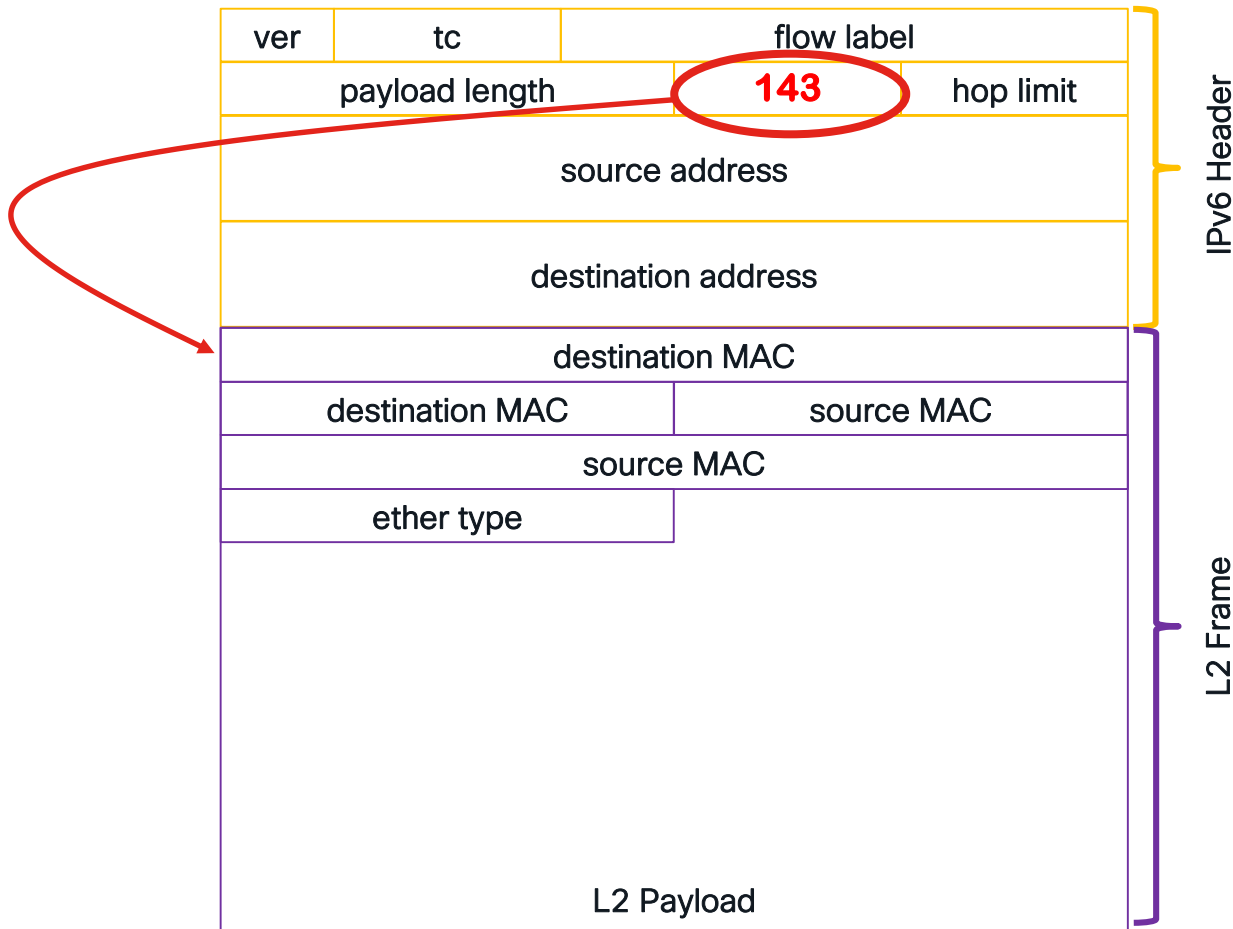 ver tc flow label
payload length 143 hop limit
source address
destination address
IPv6 Header
destination MAC
destination MAC source MAC
source MAC
ether type
L2 Frame
L2 Payload